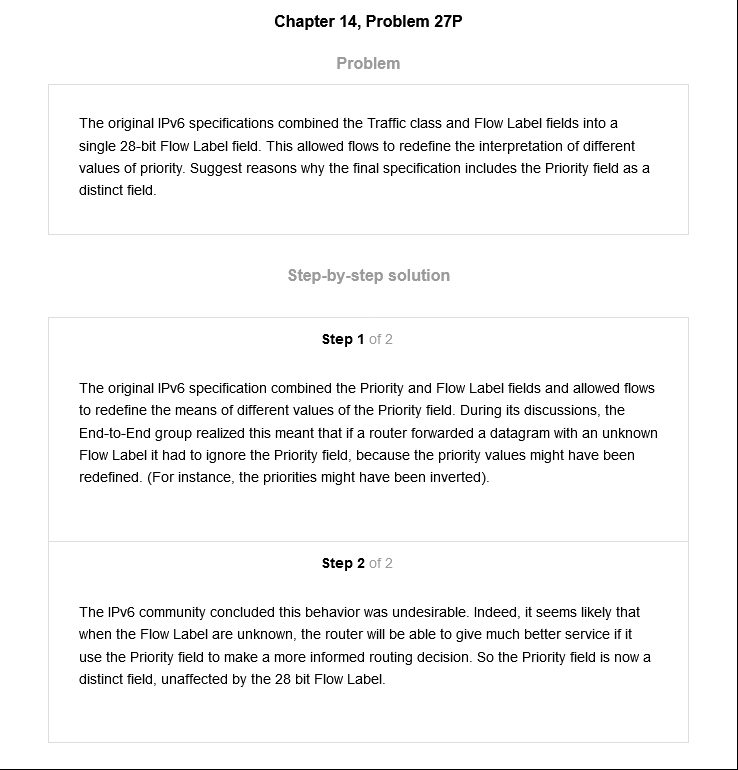 Chapter 14, Problem 27P
Problem
The original IPv6 specifications combined the Traffic class and Flow Label fields into a
single 28-bit Flow Label field. This allowed flows to redefine the interpretation of different
values of priority. Suggest reasons why the final specification includes the Priority field as a
distinct field.
Step-by-step solution
Step 1 of 2
The original IPv6 specification combined the Priority and Flow Label fields and allowed flows
to redefine the means of different values of the Priority field. During its discussions, the
End-to-End group realized this meant that if a router forwarded a datagram with an unknown
Flow Label it had to ignore the Priority field, because the priority values might have been
redefined. (For instance, the priorities might have been inverted).
Step 2 of 2
The IPv6 community concluded this behavior was undesirable. Indeed, it seems likely that
when the Flow Label are unknown, the router will be able to give much better service if it
use the Priority field to make a more informed routing decision. So the Priority field is now a
distinct field, unaffected by the 28 bit Flow Label.